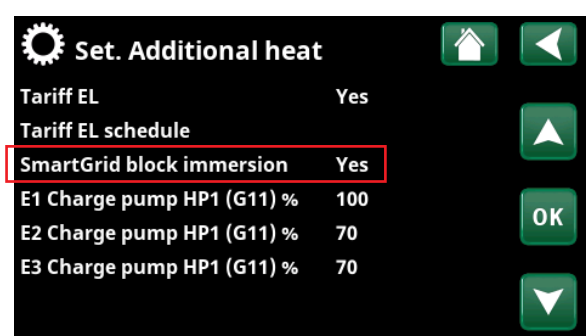 Set. Additional heat
Tariff EL Yes
Tariff EL schedule
SmartGrid block immersion Yes
E1 Charge pump HP1 (G11) % 100
E2 Charge pump HP1 (G11) % 70
E3 Charge pump HP1 (G11) % 70
OK